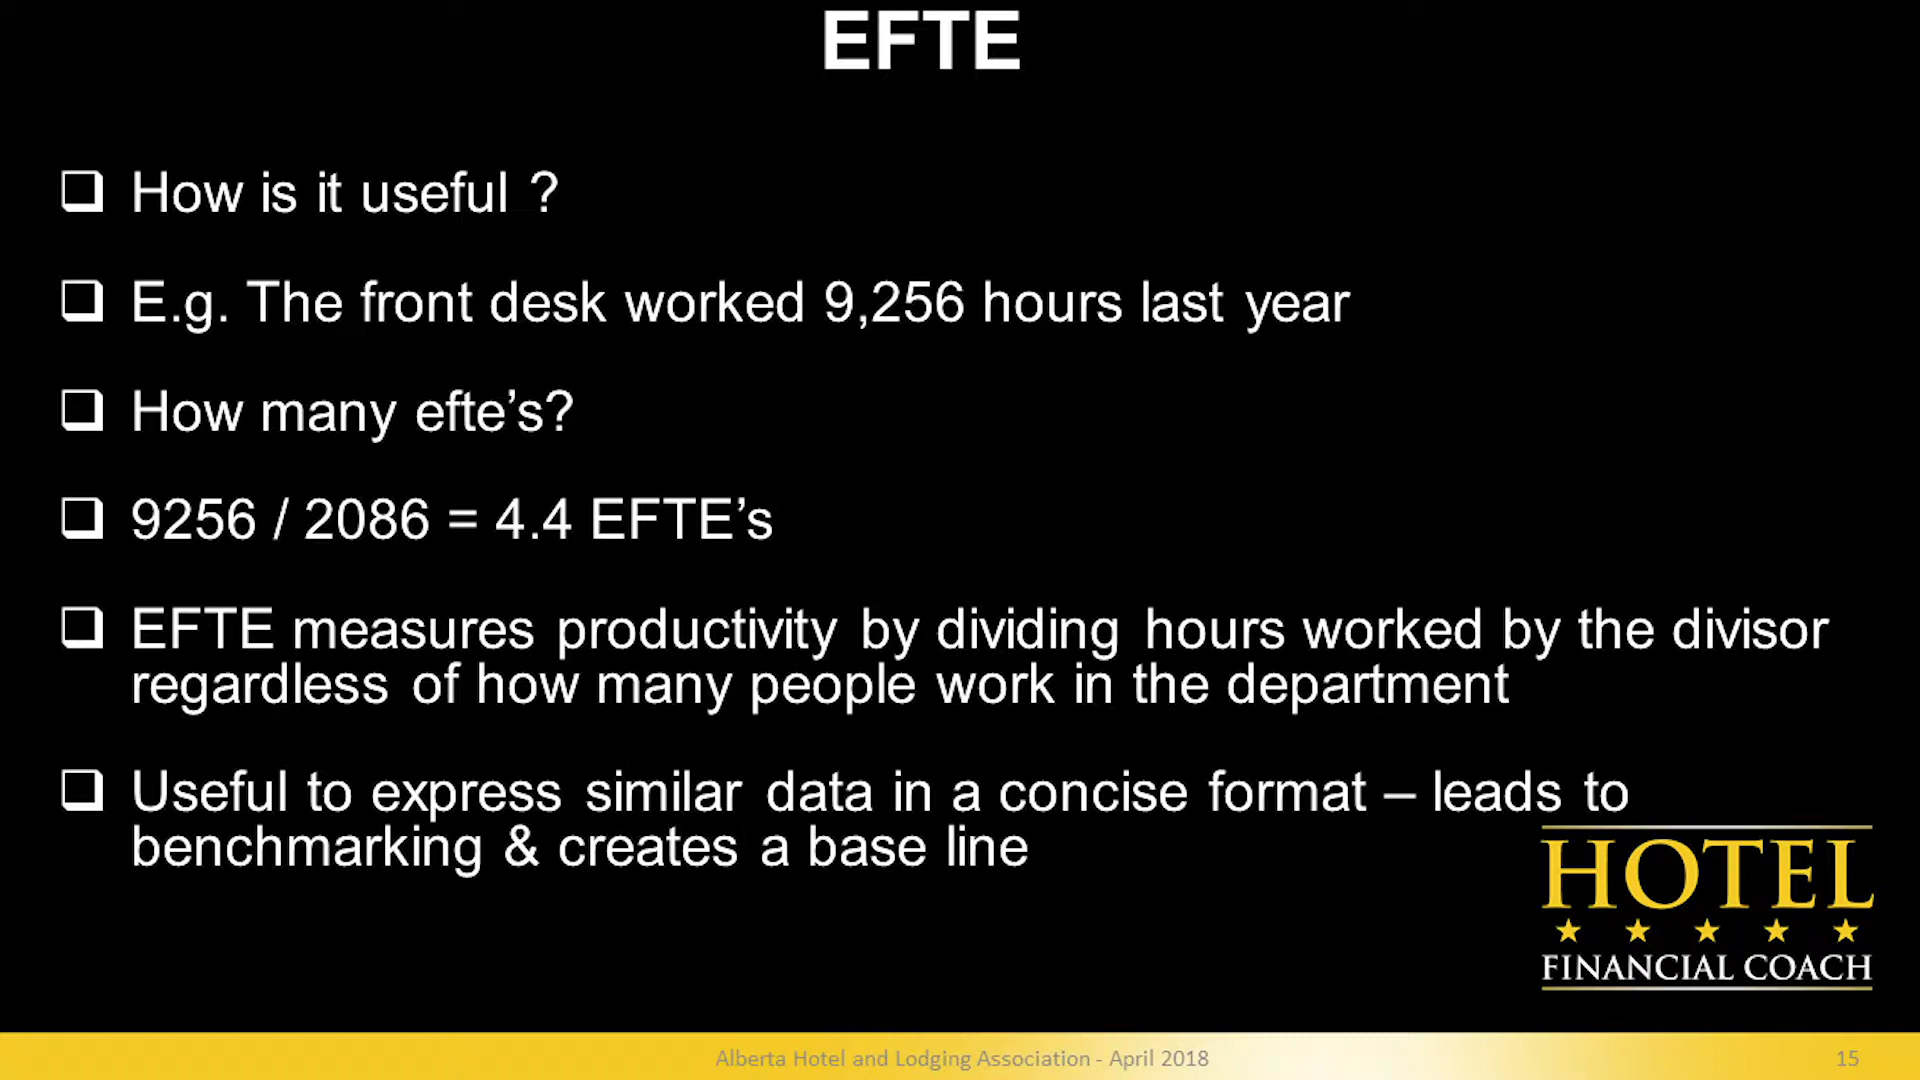 EFTE
How is it useful ?
E.g. The front desk worked 9,256 hours last year
How many efte’s?
9256 / 2086 = 4.4 EFTE’s
EFTE measures productivity by dividing hours worked by the divisor
regardless of how many people work in the department
Useful to express similar data in a concise format – leads to
benchmarking & creates a base line
HOTEL
FINANCIAL COACH
Alberta Hotel and Lodging Association - April 2018
15